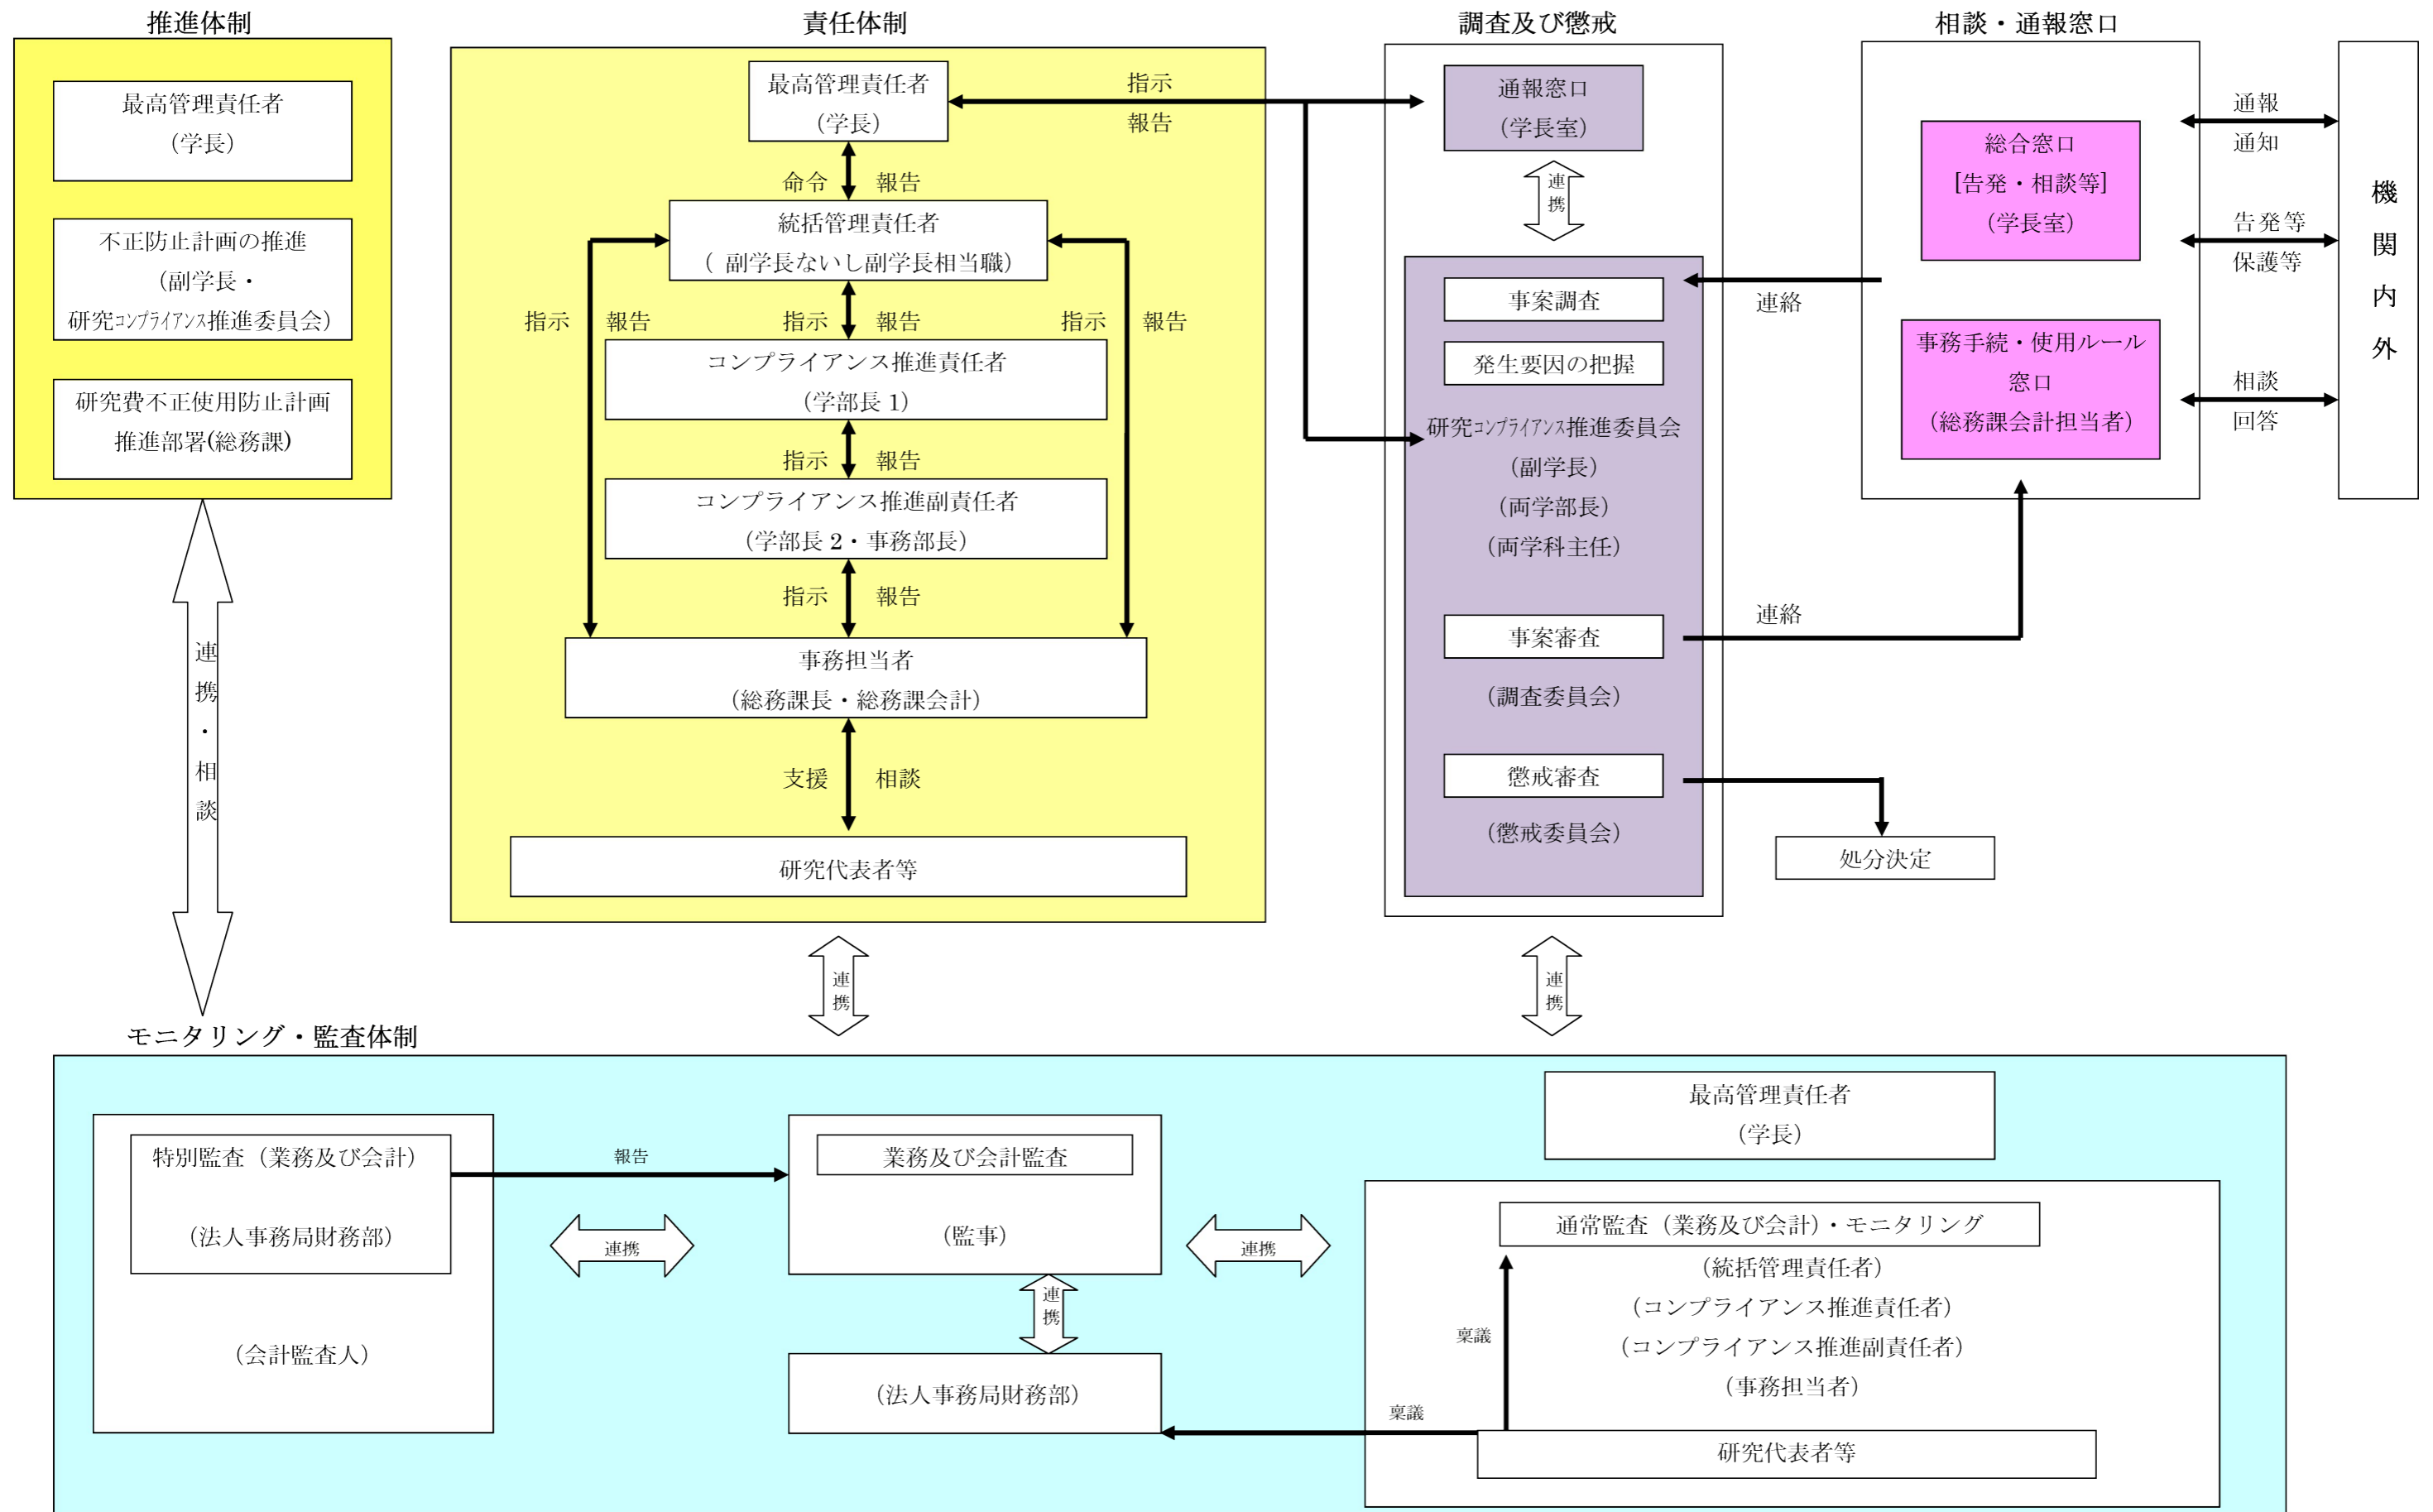 推進体制
最高管理責任者
（学長）
不正防止計画の推進
（副学長・
研究ｺﾝﾌﾟﾗｲｱﾝｽ推進委員会）
研究費不正使用防止計画
推進部署(総務課)
連携・相談
責任体制
最高管理責任者
（学長）
指示
報告
命令 報告
統括管理責任者
（ 副学長ないし副学長相当職）
指示 報告
指示 報告
指示 報告
コンプライアンス推進責任者
（学部長 1）
指示 報告
コンプライアンス推進副責任者
（学部長 2・事務部長）
指示 報告
事務担当者
（総務課長・総務課会計）
支援 相談
研究代表者等
連携
調査及び懲戒
通報窓口
（学長室）
連携
事案調査
発生要因の把握
研究ｺﾝﾌﾟﾗｲｱﾝｽ推進委員会
（副学長）
（両学部長）
（両学科主任）
事案審査
（調査委員会）
懲戒審査
（懲戒委員会）
連絡
連絡
処分決定
連携
相談・通報窓口
総合窓口
[告発・相談等]
（学長室）
事務手続・使用ルール
窓口
（総務課会計担当者）
通報
通知
告発等
保護等
相談
回答
機関内外
モニタリング・監査体制
特別監査（業務及び会計）
（法人事務局財務部）
（会計監査人）
報告
連携
業務及び会計監査
（監事）
連携
（法人事務局財務部）
連携
最高管理責任者
（学長）
通常監査（業務及び会計）・モニタリング
（統括管理責任者）
（コンプライアンス推進責任者）
（コンプライアンス推進副責任者）
（事務担当者）
稟議
稟議
研究代表者等